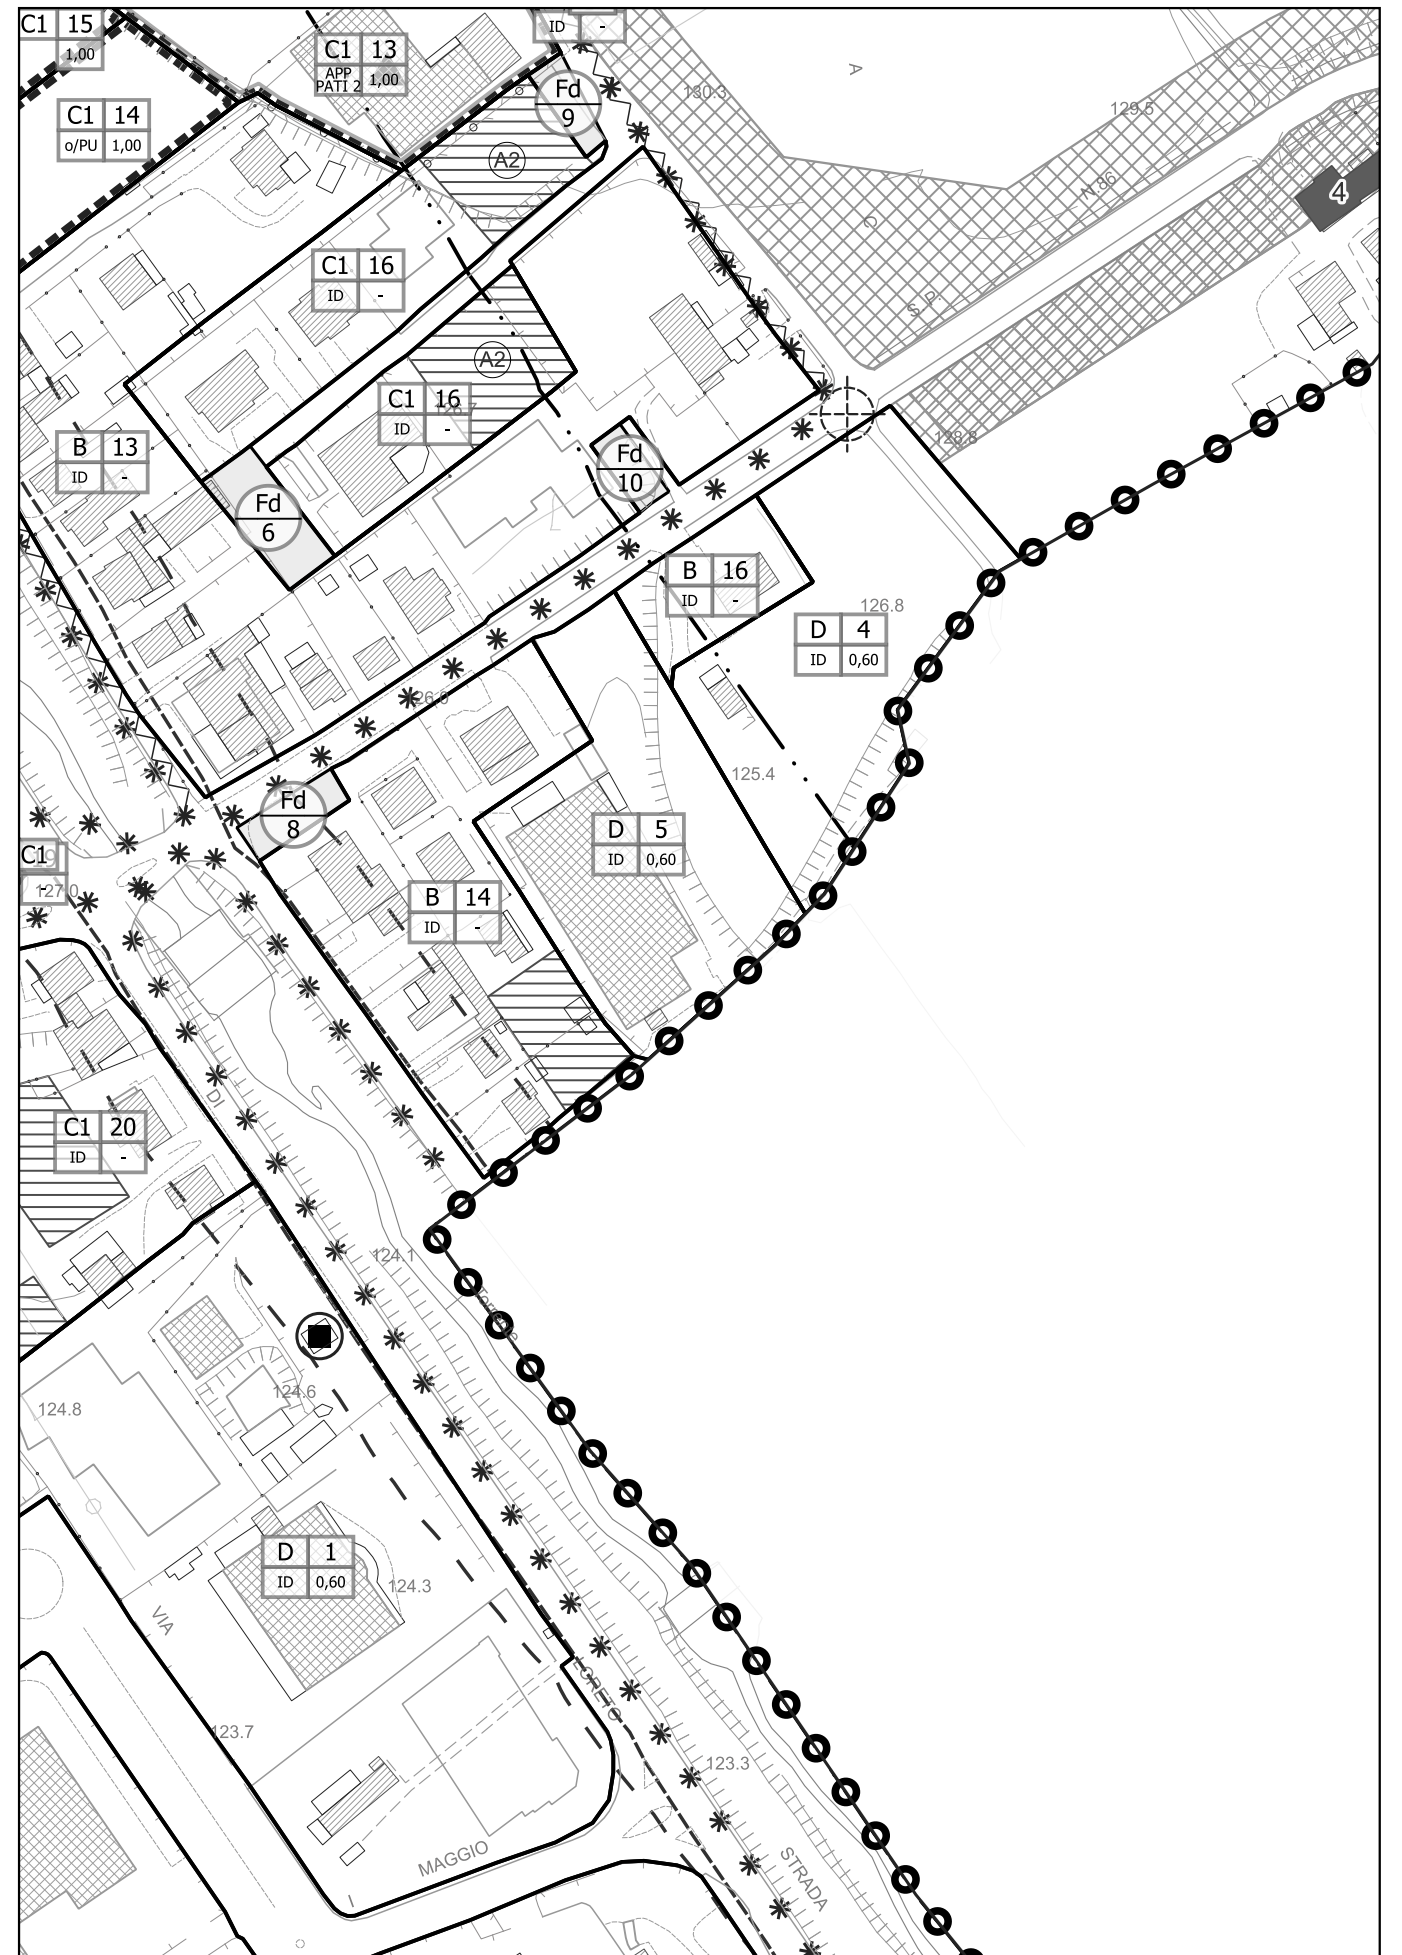 C1 15
1,00
C1 13
APP PATI 2 1,00
ID -
Fd
9
A
130.3
129.5
C1 14
o/PU 1,00
A2
N.86
4
C
S.P.
C1 16
ID -
A2
C1 16
ID -
128.8
B 13
ID -
Fd
10
Fd
6
B 16
ID -
126.8
D 4
ID 0,60
125.4
Fd
8
D 5
ID 0,60
C1
-
127.0
B 14
ID -
DI
C1 20
ID -
124.1
Torrente
124.6
124.8
D 1
ID 0,60
124.3
VIA
LORETO
123.7
123.3
MAGGIO
STRADA